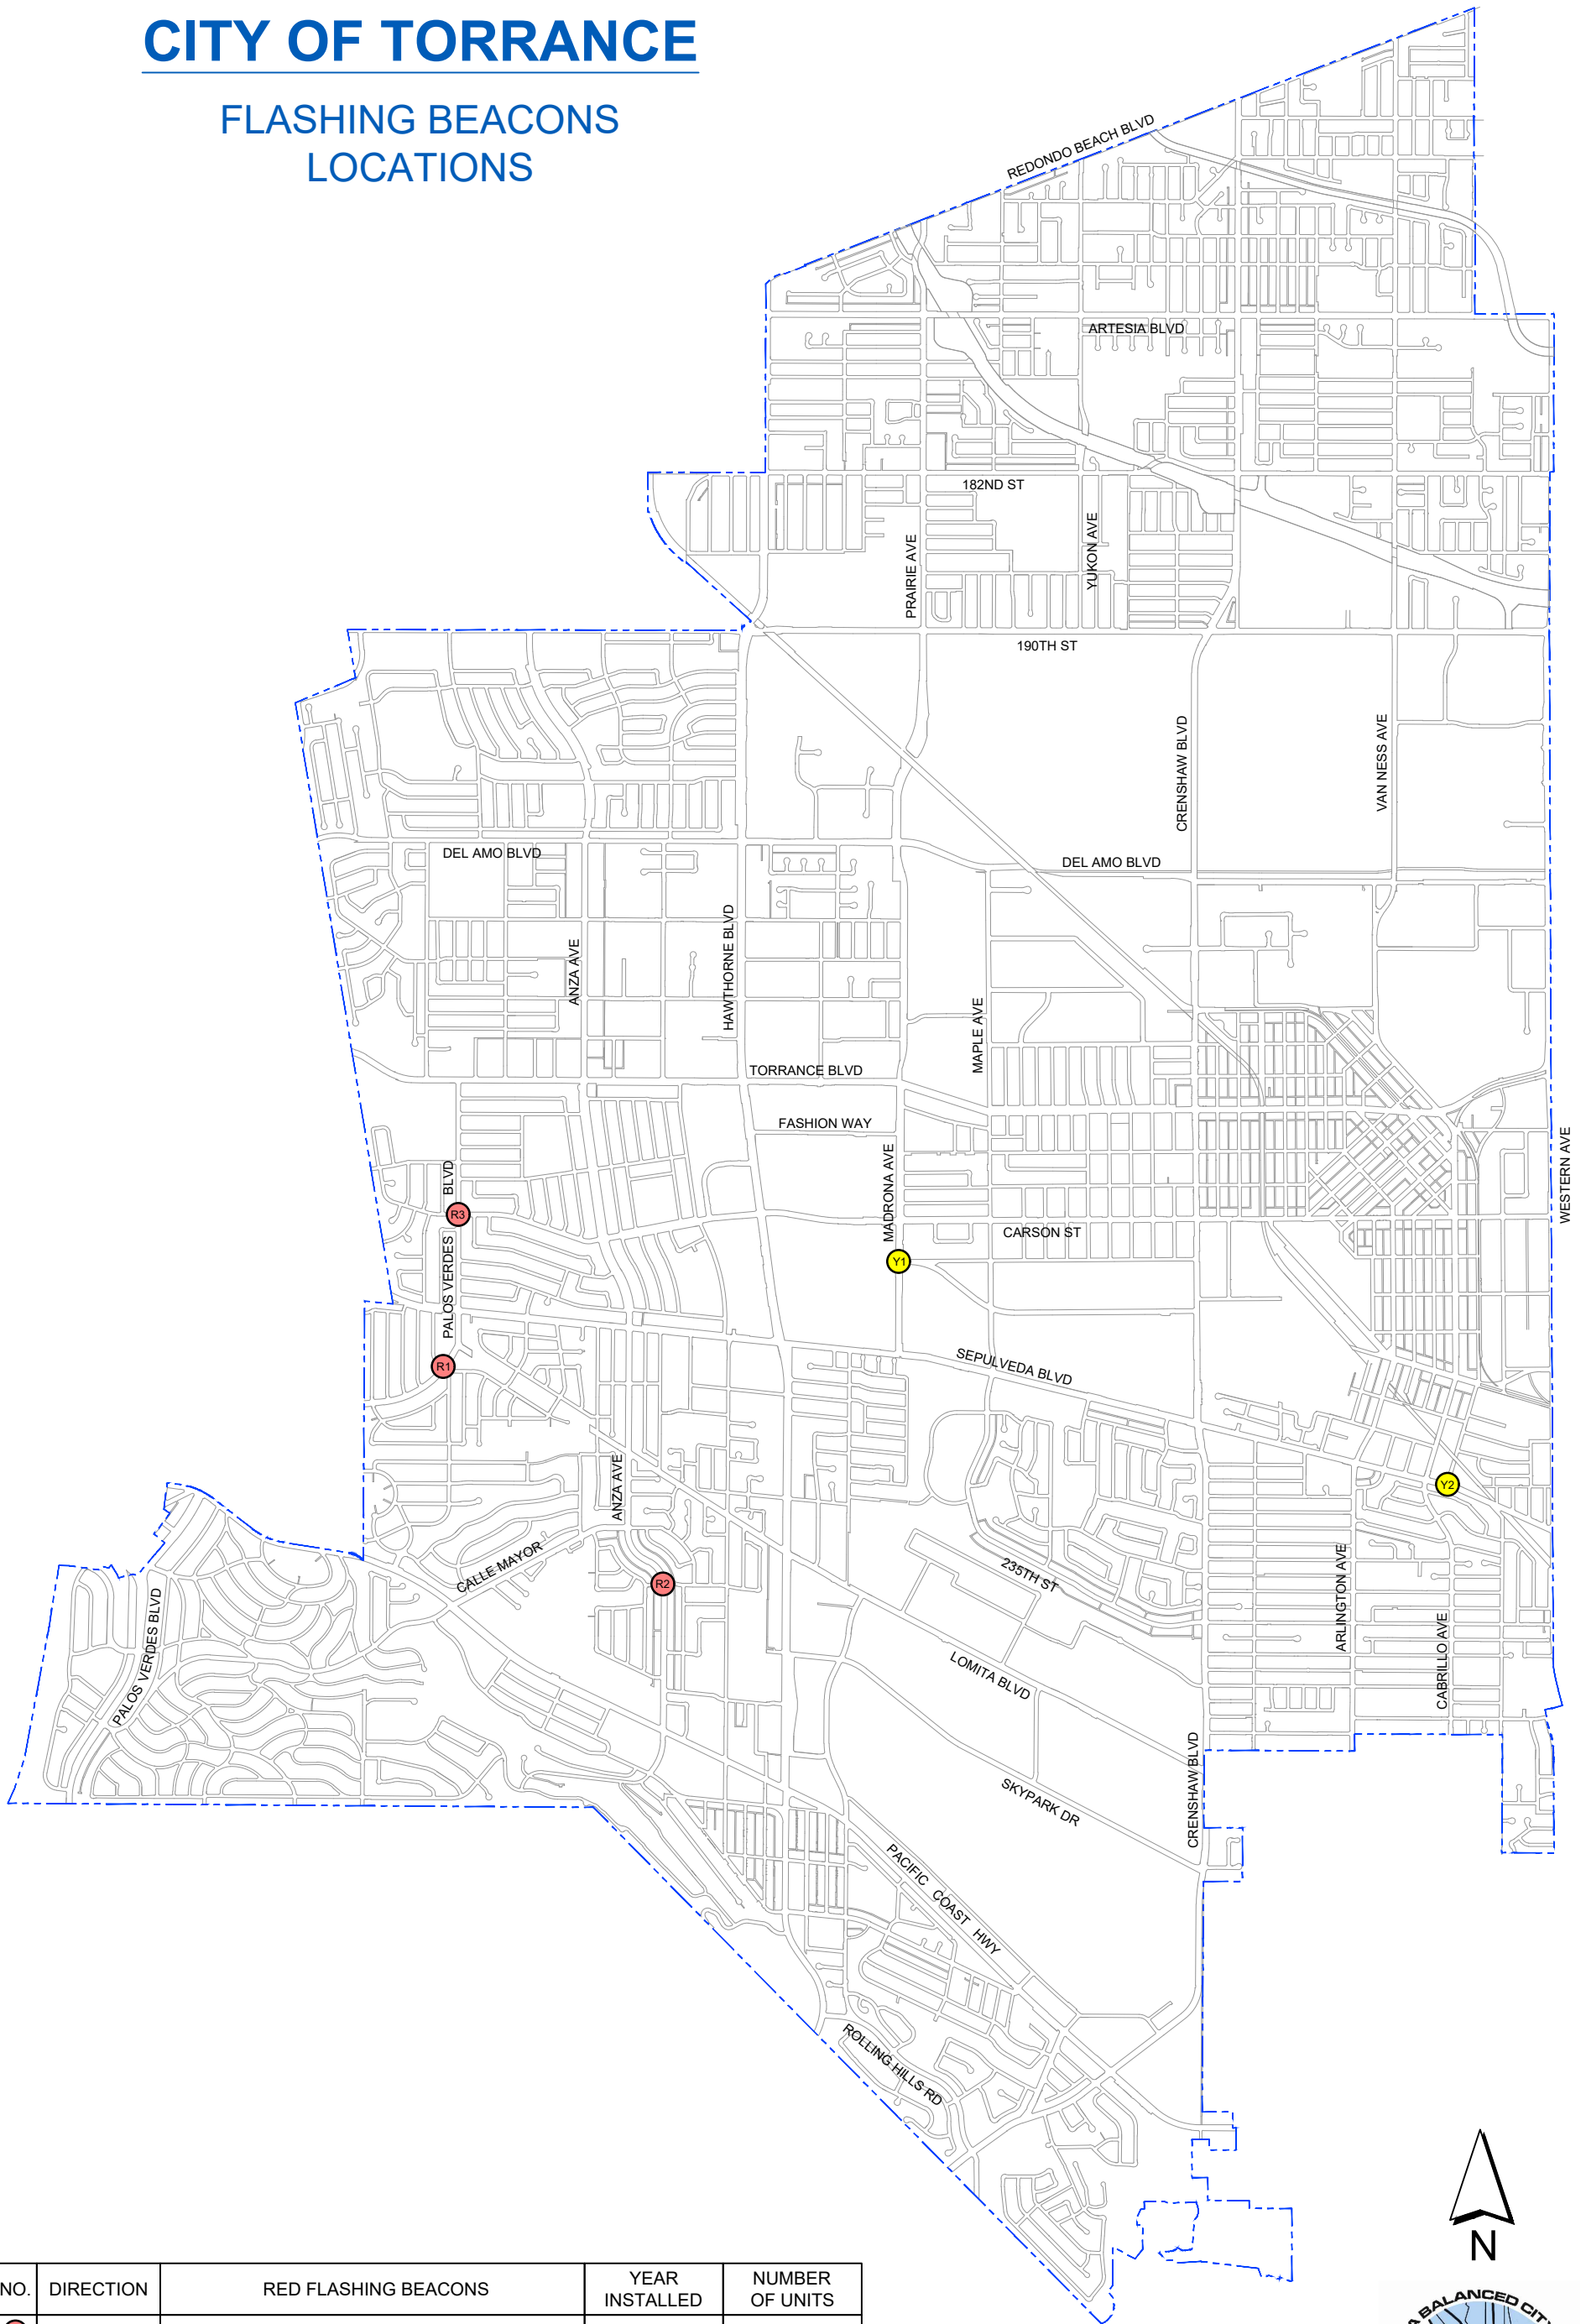 CITY OF TORRANCE
FLASHING BEACONS
LOCATIONS
REDONDO BEACH BLVD
ARTESIA BLVD
182ND ST
PRAIRIE AVE
YUKON AVE
190TH ST
CRENSHAW BLVD
VAN NESS AVE
DEL AMO BLVD
DEL AMO BLVD
ANZA AVE
HAWTHORNE BLVD
MAPLE AVE
TORRANCE BLVD
FASHION WAY
MADRONA AVE
WESTERN AVE
PALOS VERDES BLVD
R3
CARSON ST
Y1
R1
SEPULVEDA BLVD
ANZA AVE
Y2
CALLE MAYOR
R2
235TH ST
ARLINGTON AVE
CABRILLO AVE
PALOS VERDES BLVD
LOMITA BLVD
CRENSHAW BLVD
SKYPARK DR
PACIFIC COAST HWY
ROLLING HILLS RD
N
NO. DIRECTION RED FLASHING BEACONS YEAR INSTALLED NUMBER OF UNITS
A BALANCED CITY